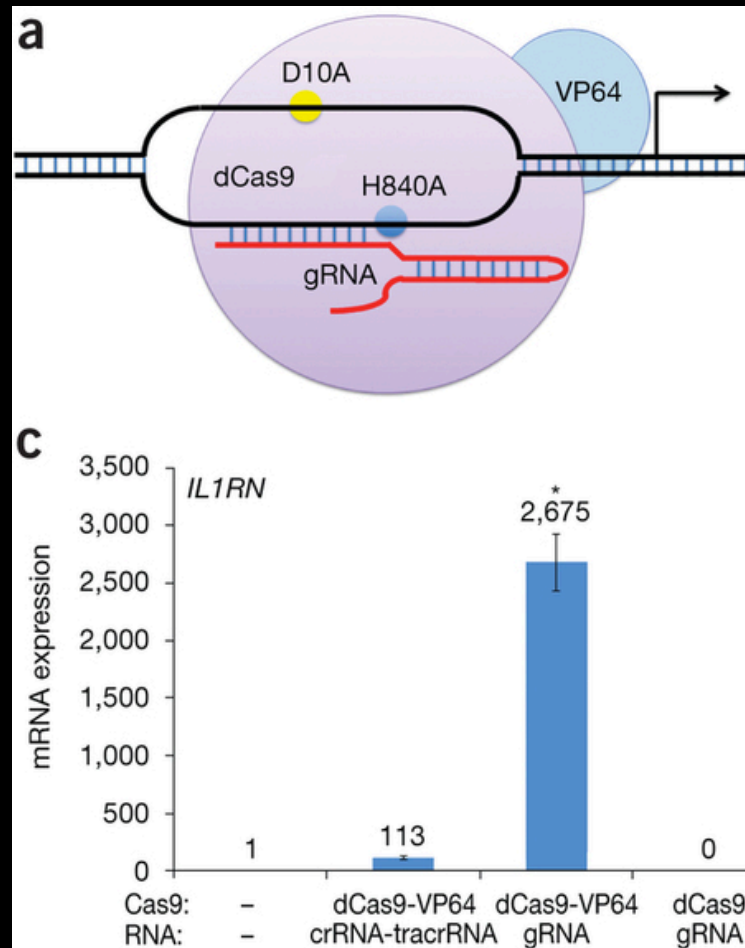 a
D10A
VP64
dCas9
H840A
gRNA
c
3,500
3,000
2,500
2,000
1,500
1,000
500
0
mRNA expression
IL1RN
1
113
*
2,675
0
Cas9: – dCas9-VP64 dCas9-VP64 dCas9
RNA: – crRNA-tracrRNA gRNA gRNA